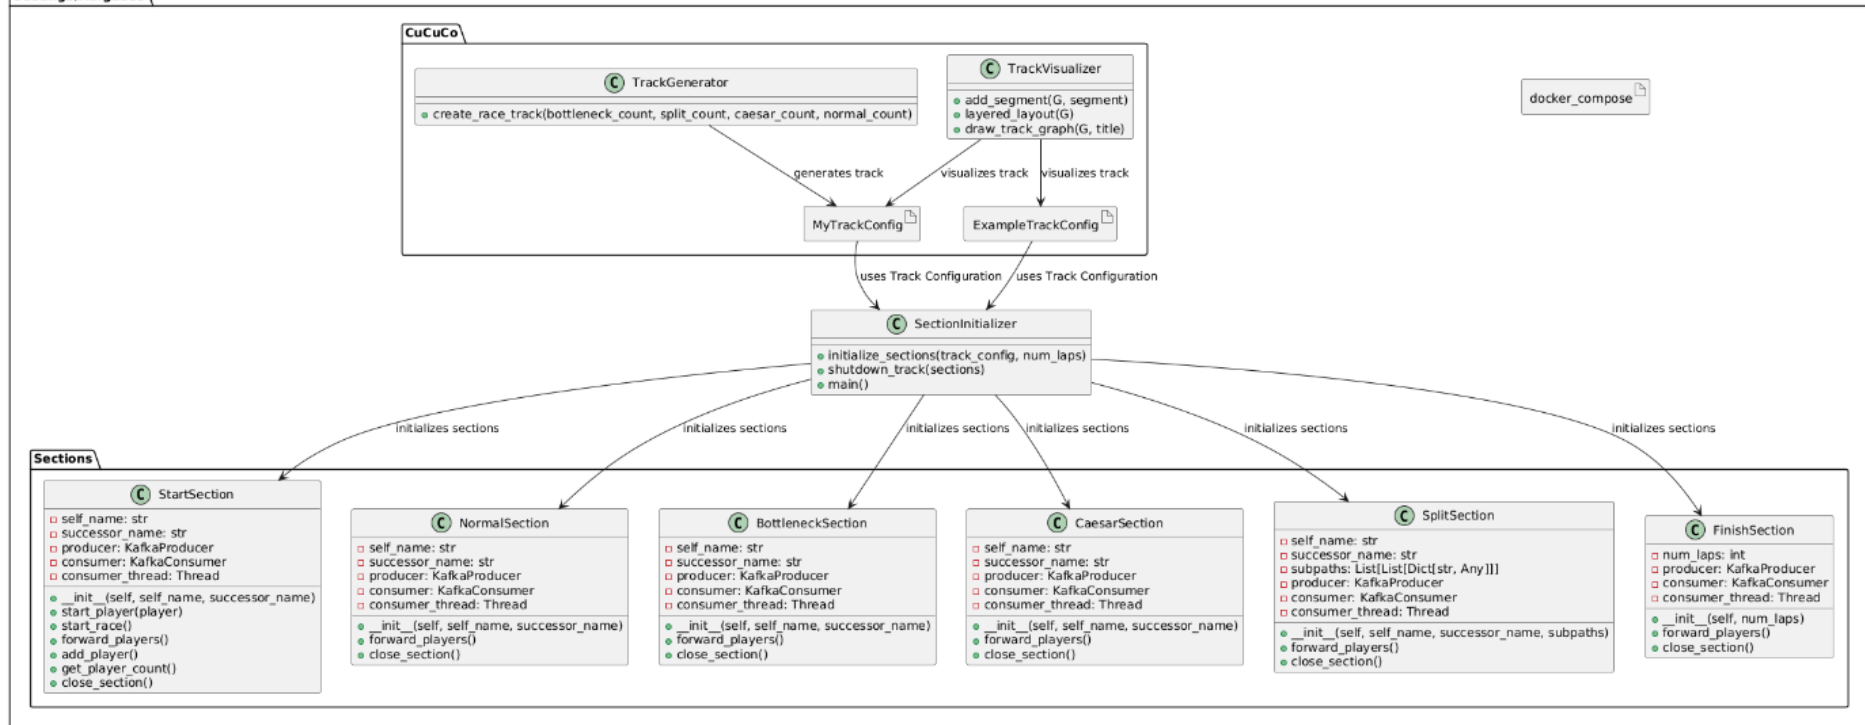 CuCuCo
C TrackGenerator
create_race_track(bottleneck_count, split_count, caesar_count, normal_count)
C TrackVisualizer
add_segment(G, segment)
layered_layout(G)
draw_track_graph(G, title)
docker_compose
generates track
visualizes track
visualizes track
MyTrackConfig
ExampleTrackConfig
uses Track Configuration
uses Track Configuration
C SectionInitializer
initialize_sections(track_config, num_laps)
shutdown_track(sections)
main()
initializes sections
initializes sections
initializes sections
initializes sections
initializes sections
initializes sections
Sections
C StartSection
self_name: str
successor_name: str
producer: KafkaProducer
consumer: KafkaConsumer
consumer_thread: Thread
__init__(self, self_name, successor_name)
start_player(player)
start_race()
forward_players()
add_player()
get_player_count()
close_section()
C NormalSection
self_name: str
successor_name: str
producer: KafkaProducer
consumer: KafkaConsumer
consumer_thread: Thread
__init__(self, self_name, successor_name)
forward_players()
close_section()
C BottleneckSection
self_name: str
successor_name: str
producer: KafkaProducer
consumer: KafkaConsumer
consumer_thread: Thread
__init__(self, self_name, successor_name)
forward_players()
close_section()
C CaesarSection
self_name: str
successor_name: str
producer: KafkaProducer
consumer: KafkaConsumer
consumer_thread: Thread
__init__(self, self_name, successor_name)
forward_players()
close_section()
C SplitSection
self_name: str
successor_name: str
subpaths: List[List[Dict[str, Any]]]
producer: KafkaProducer
consumer: KafkaConsumer
consumer_thread: Thread
__init__(self, self_name, successor_name, subpaths)
forward_players()
close_section()
C FinishSection
num_laps: int
producer: KafkaProducer
consumer: KafkaConsumer
consumer_thread: Thread
__init__(self, num_laps)
forward_players()
close_section()